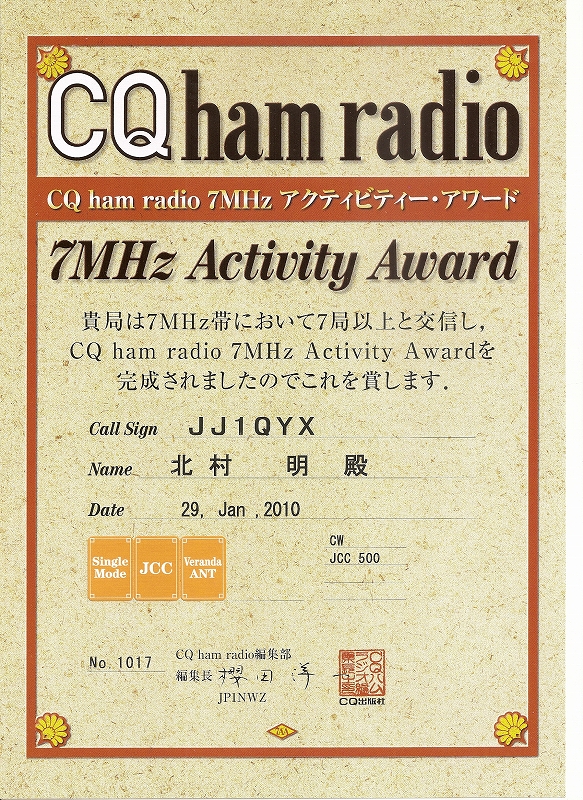 CQ ham radio
CQ ham radio 7MHz アクティビティー・アワード
7MHz Activity Award
貴局は7MHz帯において7局以上と交信し,
CQ ham radio 7MHz Activity Awardを
完成されましたのでこれを賞します.
Call Sign JJ1QYX
Name 北村 明 殿
Date 29, Jan ,2010
Single Mode
JCC
Veranda ANT
CW
JCC 500
No.1017
CQ ham radio編集部
編集長 櫻田洋一
JP1NWZ
CQ出版社